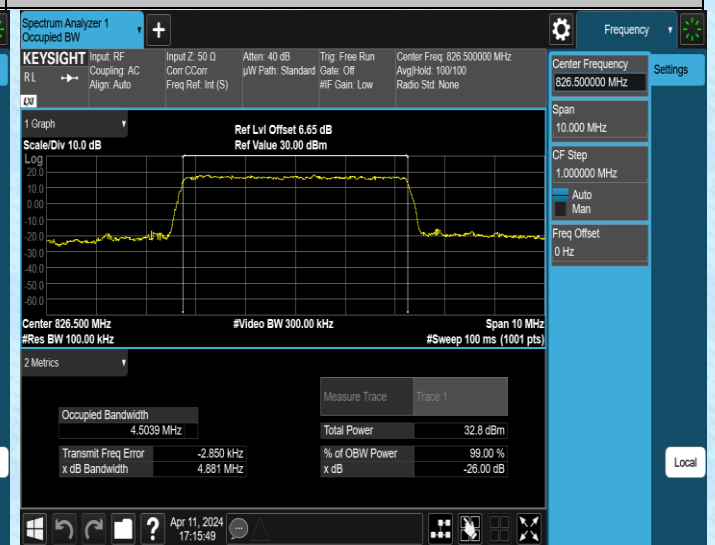 Spectrum Analyzer 1
Occupied BW
+
Frequency
KEYSIGHT
RL
LXI
Input: RF
Coupling: AC
Align: Auto
Input Z: 50 Ω
Corr CCorr
Freq Ref: Int (S)
Atten: 40 dB
µW Path: Standard
Trig: Free Run
Gate: Off
#IF Gain: Low
Center Freq: 826.500000 MHz
Avg|Hold: 100/100
Radio Std: None
Center Frequency
826.500000 MHz
Settings
Span
10.000 MHz
CF Step
1.000000 MHz
Auto
Man
Freq Offset
0 Hz
1 Graph
Scale/Div 10.0 dB
Ref Lvl Offset 6.65 dB
Ref Value 30.00 dBm
Log
20.0
10.0
0.00
-10.0
-20.0
-30.0
-40.0
-50.0
-60.0
Center 826.500 MHz
#Video BW 300.00 kHz
Span 10 MHz
#Res BW 100.00 kHz
#Sweep 100 ms (1001 pts)
2 Metrics
Measure Trace
Trace 1
Occupied Bandwidth
4.5039 MHz
Total Power
32.8 dBm
Transmit Freq Error
-2.850 kHz
% of OBW Power
99.00 %
x dB Bandwidth
4.881 MHz
x dB
-26.00 dB
Local
?
Apr 11, 2024
17:15:49